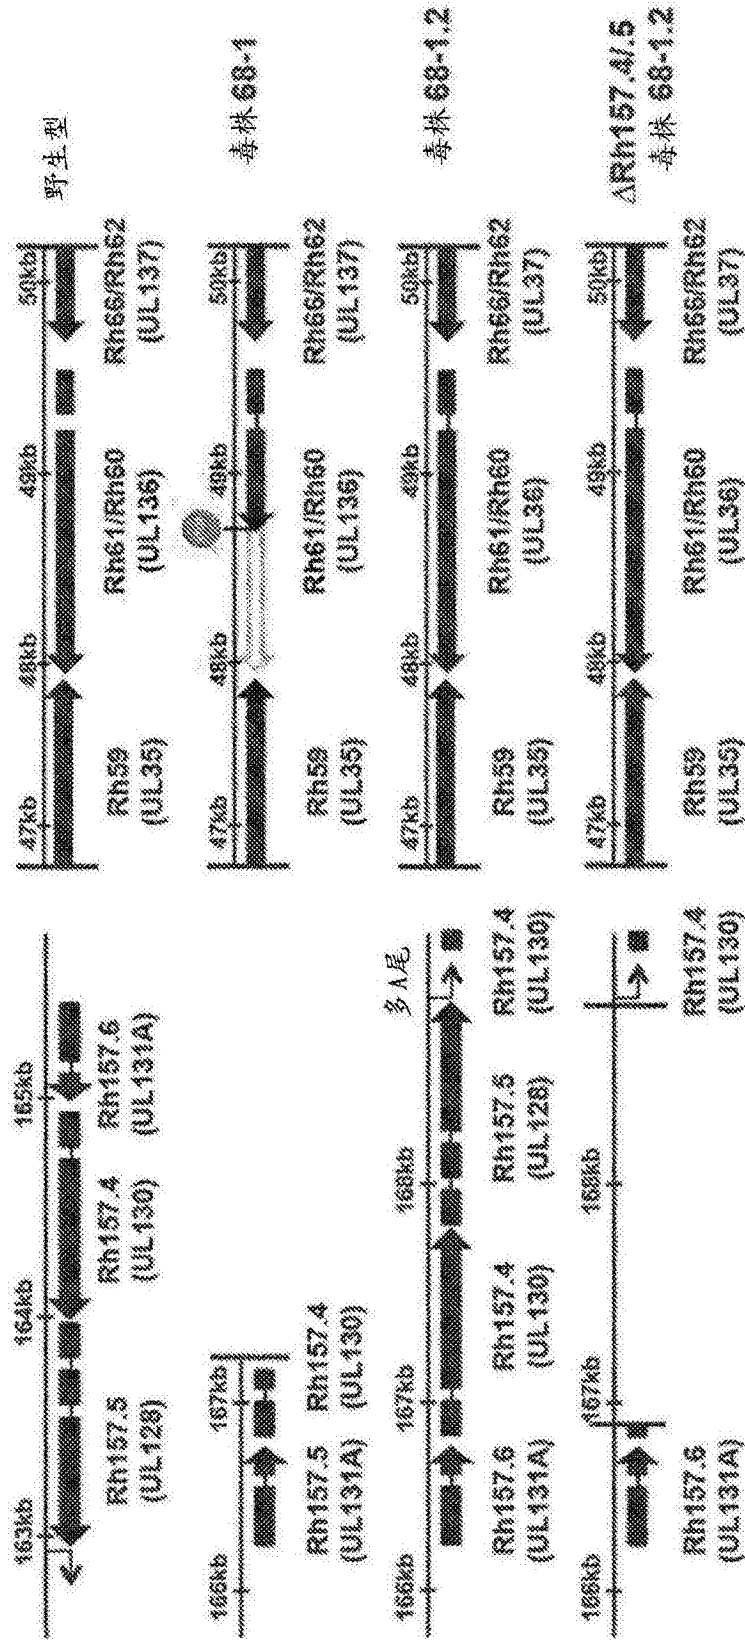 163kb 164kb 165kb 47kb 48kb 49kb 50kb
野生型
Rh157.5 Rh157.4 Rh157.6 Rh59 Rh61/Rh60 Rh66/Rh62
(UL128) (UL130) (UL131A) (UL35) (UL136) (UL137)
166kb 167kb 47kb 48kb 49kb 50kb
毒株 68-1
Rh157.5 Rh157.4 Rh59 Rh61/Rh60 Rh66/Rh62
(UL131A) (UL130) (UL35) (UL136) (UL137)
多A尾
166kb 167kb 168kb 47kb 48kb 49kb 50kb
毒株 68-1.2
Rh157.6 Rh157.4 Rh157.5 Rh157.4 Rh59 Rh61/Rh60 Rh66/Rh62
(UL131A) (UL130) (UL128) (UL130) (UL35) (UL36) (UL37)
166kb 167kb 168kb 47kb 48kb 49kb 50kb
ΔRh157.4/.5
毒株 68-1.2
Rh157.6 Rh157.4 Rh59 Rh61/Rh60 Rh66/Rh62
(UL131A) (UL130) (UL35) (UL36) (UL37)